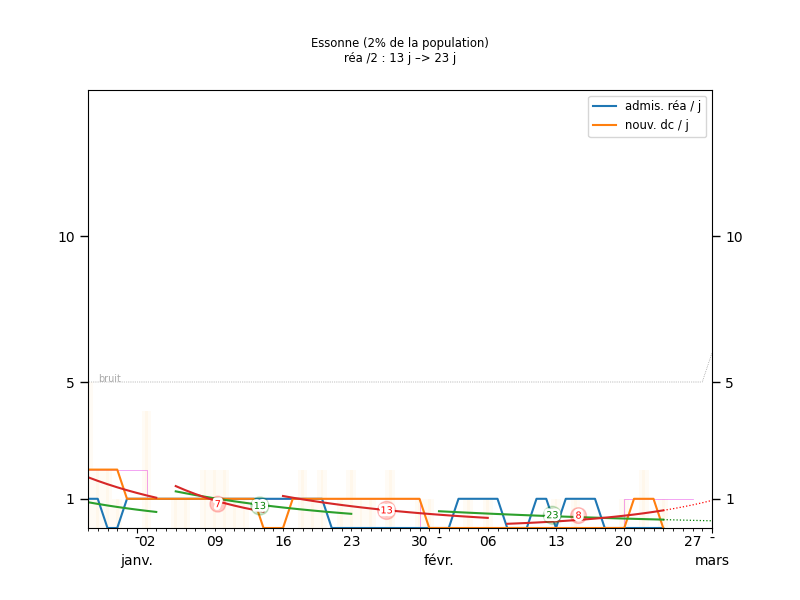 Essonne (2% de la population)
réa /2 : 13 j –> 23 j
admis. réa / j
nouv. dc / j
10 10
bruit
5 5
1 1
7 13 13 23 8
02 09 16 23 30 06 13 20 27
janv. févr. mars